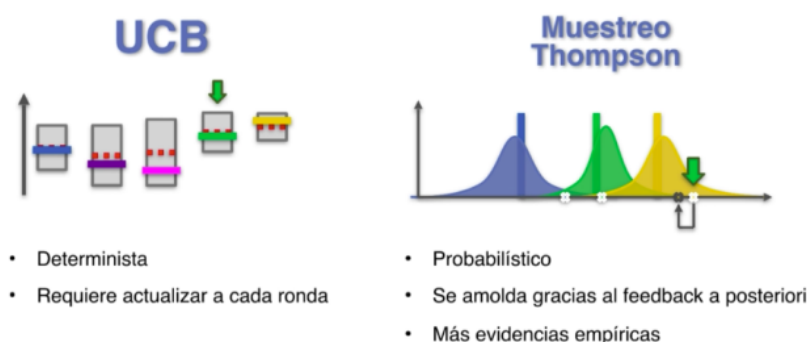 UCB
Muestreo
Thompson
• Determinista
• Requiere actualizar a cada ronda
• Probabilístico
• Se amolda gracias al feedback a posteriori
• Más evidencias empíricas